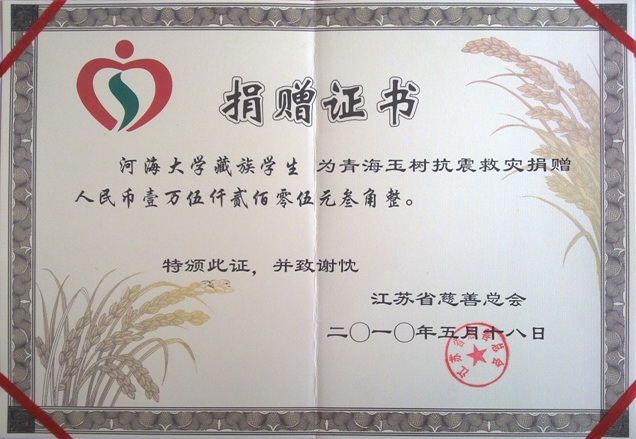 捐赠证书
河海大学藏族学生 为青海玉树抗震救灾捐赠
人民币壹万伍仟贰佰零伍元叁角整。
特颁此证，并致谢忱
江苏省慈善总会
二〇一〇年五月十八日